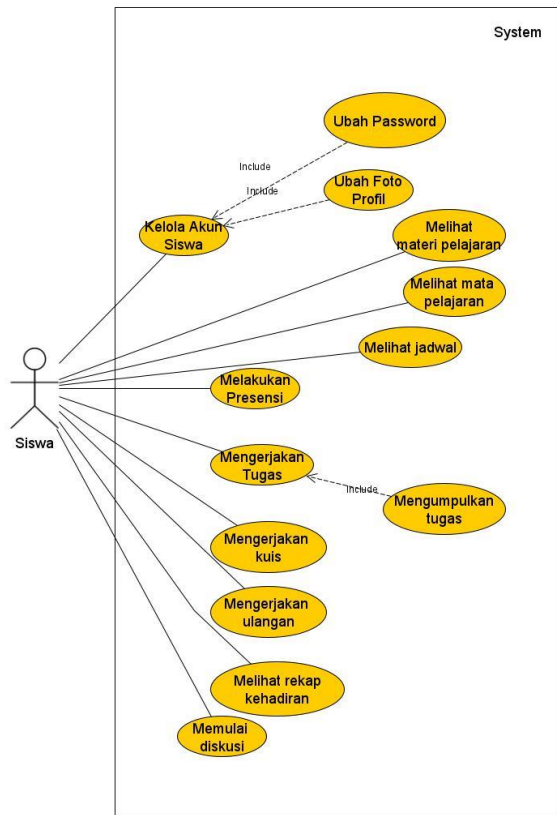 System
Ubah Password
Include
Ubah Foto
Profil
Include
Kelola Akun
Siswa
Melihat
materi pelajaran
Melihat mata
pelajaran
Melihat jadwal
Melakukan
Presensi
Siswa
Mengerjakan
Tugas
Include
Mengumpulkan
tugas
Mengerjakan
kuis
Mengerjakan
ulangan
Melihat rekap
kehadiran
Memulai
diskusi